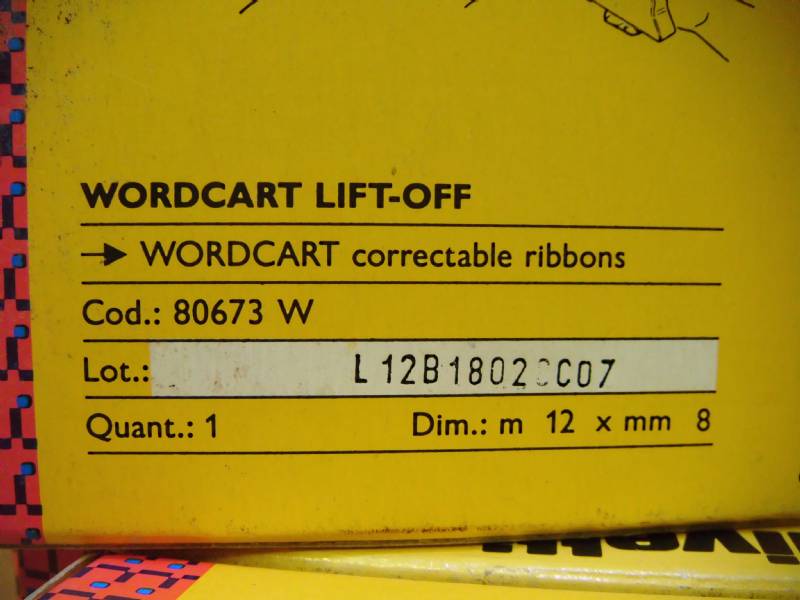 WORDCART LIFT-OFF
→ WORDCART correctable ribbons
Cod.: 80673 W
Lot.:
Quant.: 1 Dim.: m 12 x mm 8